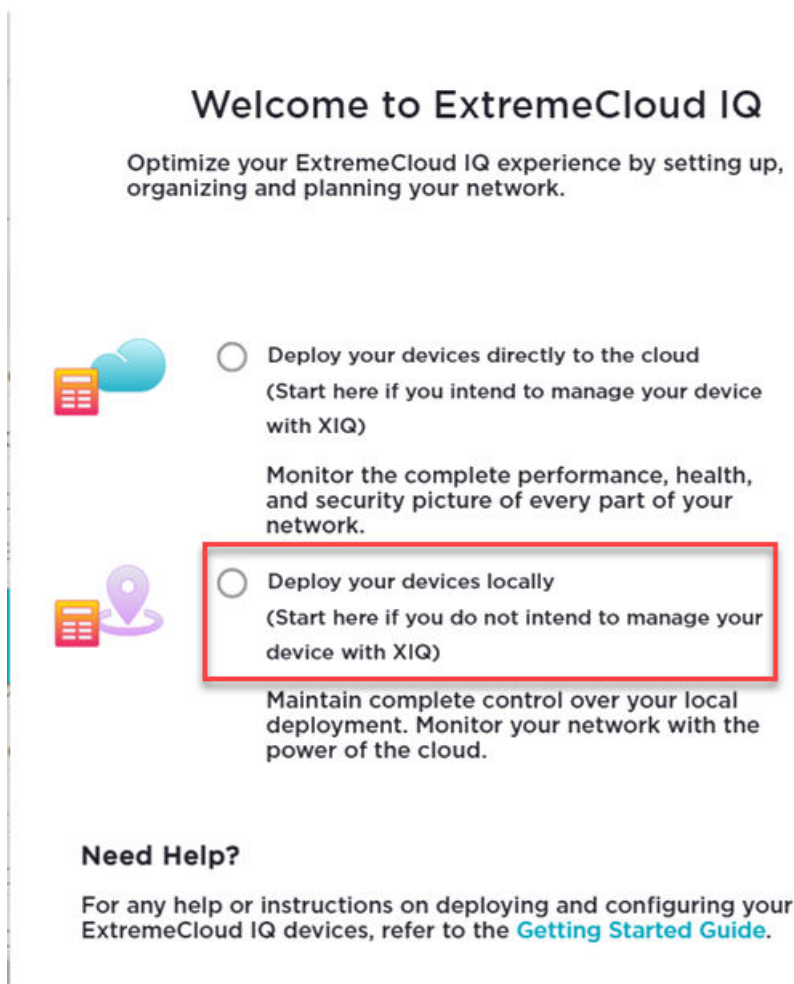 Welcome to ExtremeCloud IQ
Optimize your ExtremeCloud IQ experience by setting up,
organizing and planning your network.
Deploy your devices directly to the cloud
(Start here if you intend to manage your device
with XIQ)
Monitor the complete performance, health,
and security picture of every part of your
network.
Deploy your devices locally
(Start here if you do not intend to manage your
device with XIQ)
Maintain complete control over your local
deployment. Monitor your network with the
power of the cloud.
Need Help?
For any help or instructions on deploying and configuring your
ExtremeCloud IQ devices, refer to the Getting Started Guide.